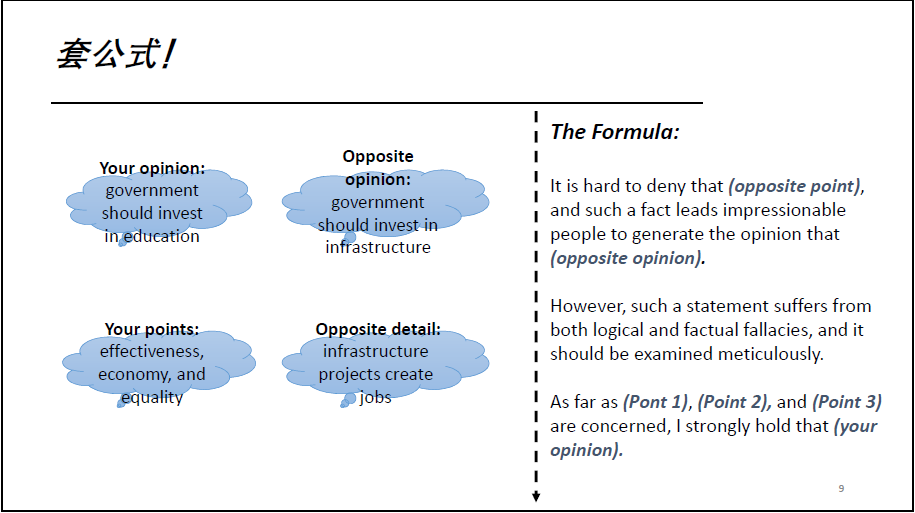 套公式!
Your opinion:
government
should invest
in education
Opposite
opinion:
government
should invest in
infrastructure
Your points:
effectiveness,
economy, and
equality
Opposite detail:
infrastructure
projects create
jobs
The Formula:
It is hard to deny that (opposite point),
and such a fact leads impressionable
people to generate the opinion that
(opposite opinion).
However, such a statement suffers from
both logical and factual fallacies, and it
should be examined meticulously.
As far as (Pont 1), (Point 2), and (Point 3)
are concerned, I strongly hold that (your
opinion).
9